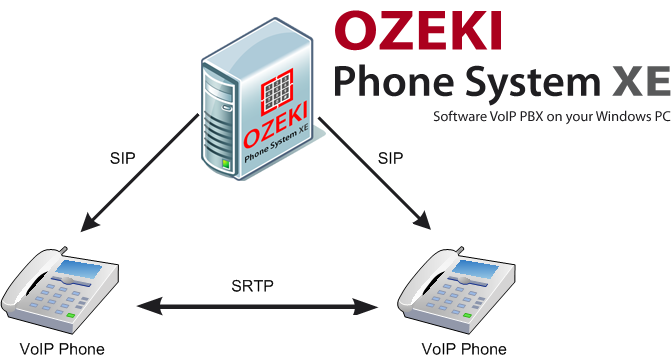 OZEKI
Phone System XE
Software VoIP PBX on your Windows PC
OZEKI
Phone System XE
SIP
SIP
SRTP
VoIP Phone
VoIP Phone